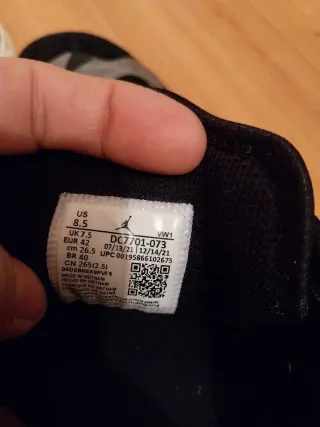 US
8.5
VW1
UK 7.5 DC7701-073
EUR 42 07/13/21 12/14/21
cm 26.5 UPC 00195866102675
BR 40
CN 265(2.5)
MADE IN VIETNAM